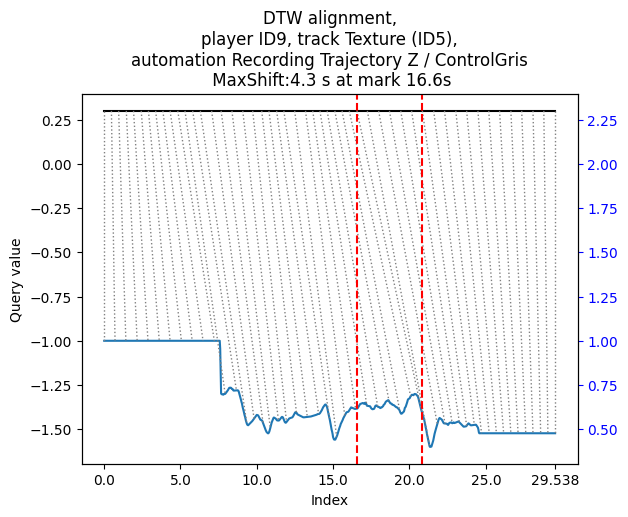 DTW alignment,
player ID9, track Texture (ID5),
automation Recording Trajectory Z / ControlGris
MaxShift:4.3 s at mark 16.6s
0.25
0.00
−0.25
−0.50
−0.75
−1.00
−1.25
−1.50
Query value
2.25
2.00
1.75
1.50
1.25
1.00
0.75
0.50
0.0 5.0 10.0 15.0 20.0 25.0 29.538
Index